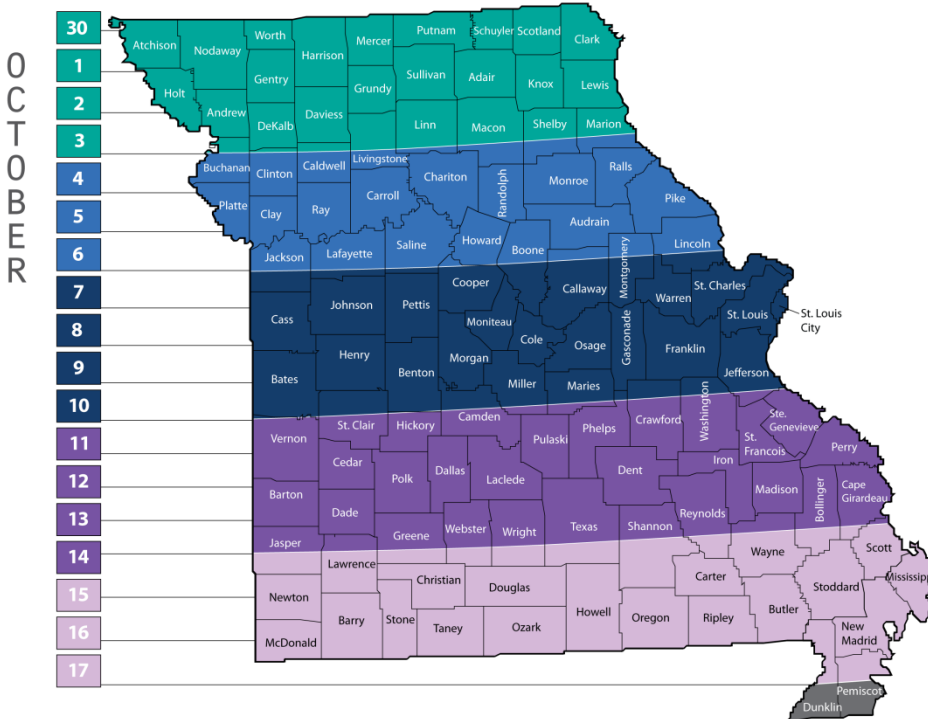 OCTOBER
30
1
2
3
4
5
6
7
8
9
10
11
12
13
14
15
16
17
Atchison
Nodaway
Worth
Harrison
Mercer
Putnam
Schuyler
Scotland
Clark
Holt
Gentry
Grundy
Sullivan
Adair
Knox
Lewis
Andrew
DeKalb
Daviess
Linn
Macon
Shelby
Marion
Buchanan
Clinton
Caldwell
Livingstone
Chariton
Randolph
Monroe
Ralls
Pike
Platte
Clay
Ray
Carroll
Audrain
Jackson
Lafayette
Saline
Howard
Boone
Montgomery
Lincoln
Cass
Johnson
Pettis
Cooper
Moniteau
Callaway
Warren
St. Charles
St. Louis
St. Louis
City
Cole
Osage
Gasconade
Franklin
Bates
Henry
Benton
Morgan
Miller
Maries
Jefferson
Vernon
St. Clair
Hickory
Camden
Pulaski
Phelps
Crawford
Washington
Ste.
Genevieve
St.
Francois
Perry
Cedar
Polk
Dallas
Laclede
Dent
Iron
Madison
Bollinger
Cape
Girardeau
Barton
Dade
Greene
Webster
Wright
Texas
Shannon
Reynolds
Jasper
Lawrence
Christian
Douglas
Carter
Wayne
Scott
Mississipp
Stoddard
Newton
Barry
Stone
Taney
Ozark
Howell
Oregon
Ripley
Butler
New
Madrid
McDonald
Dunklin
Pemiscot